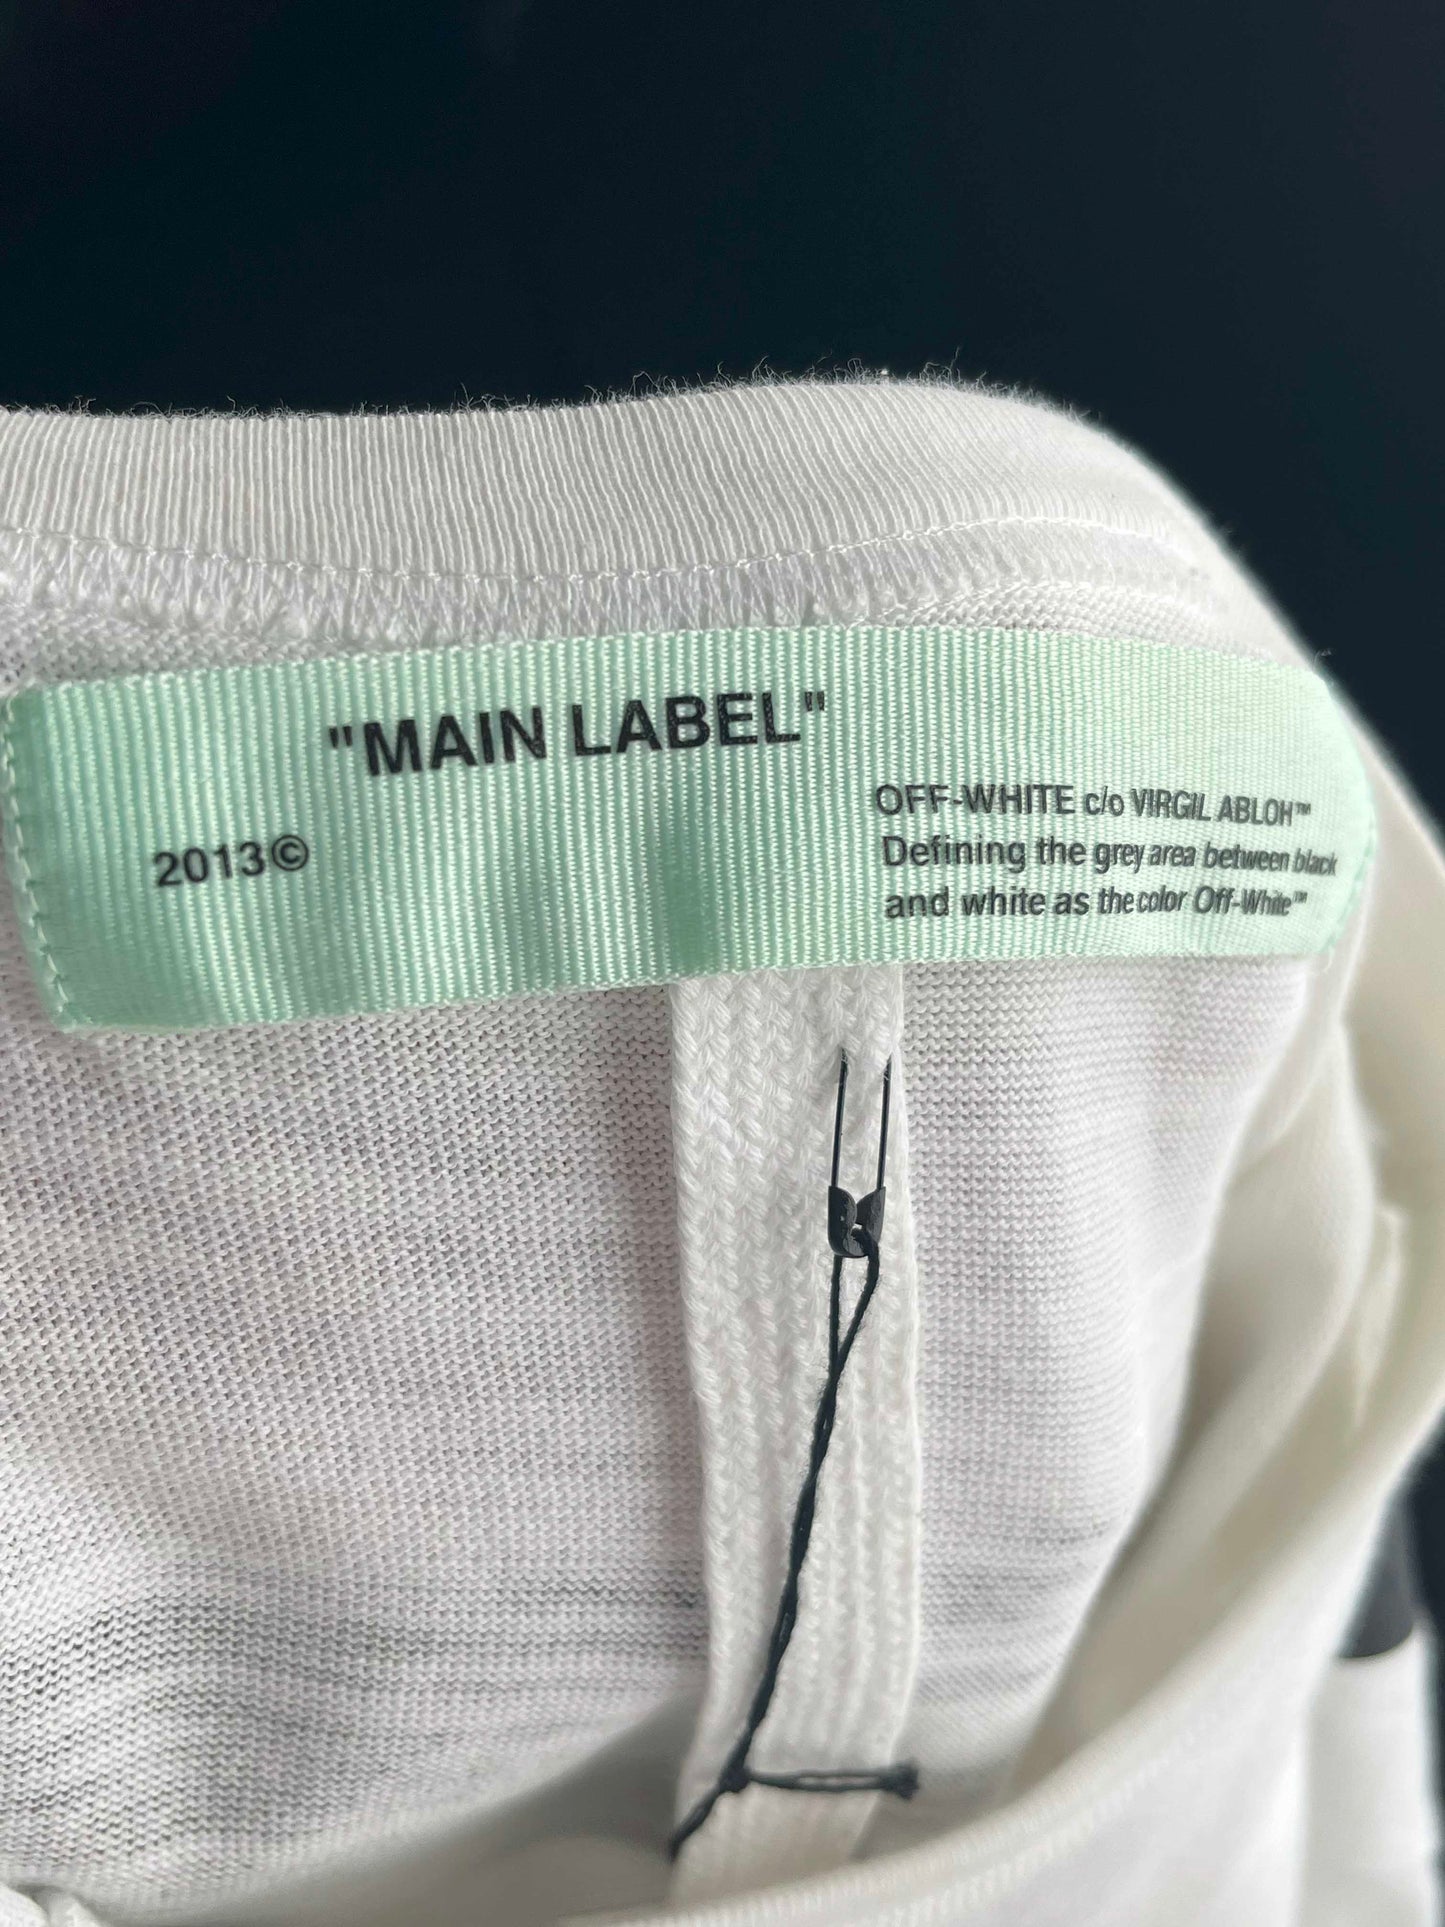 "MAIN LABEL"
2013©
OFF-WHITE c/o VIRGIL ABLOH™
Defining the grey area between black
and white as the color Off-White™